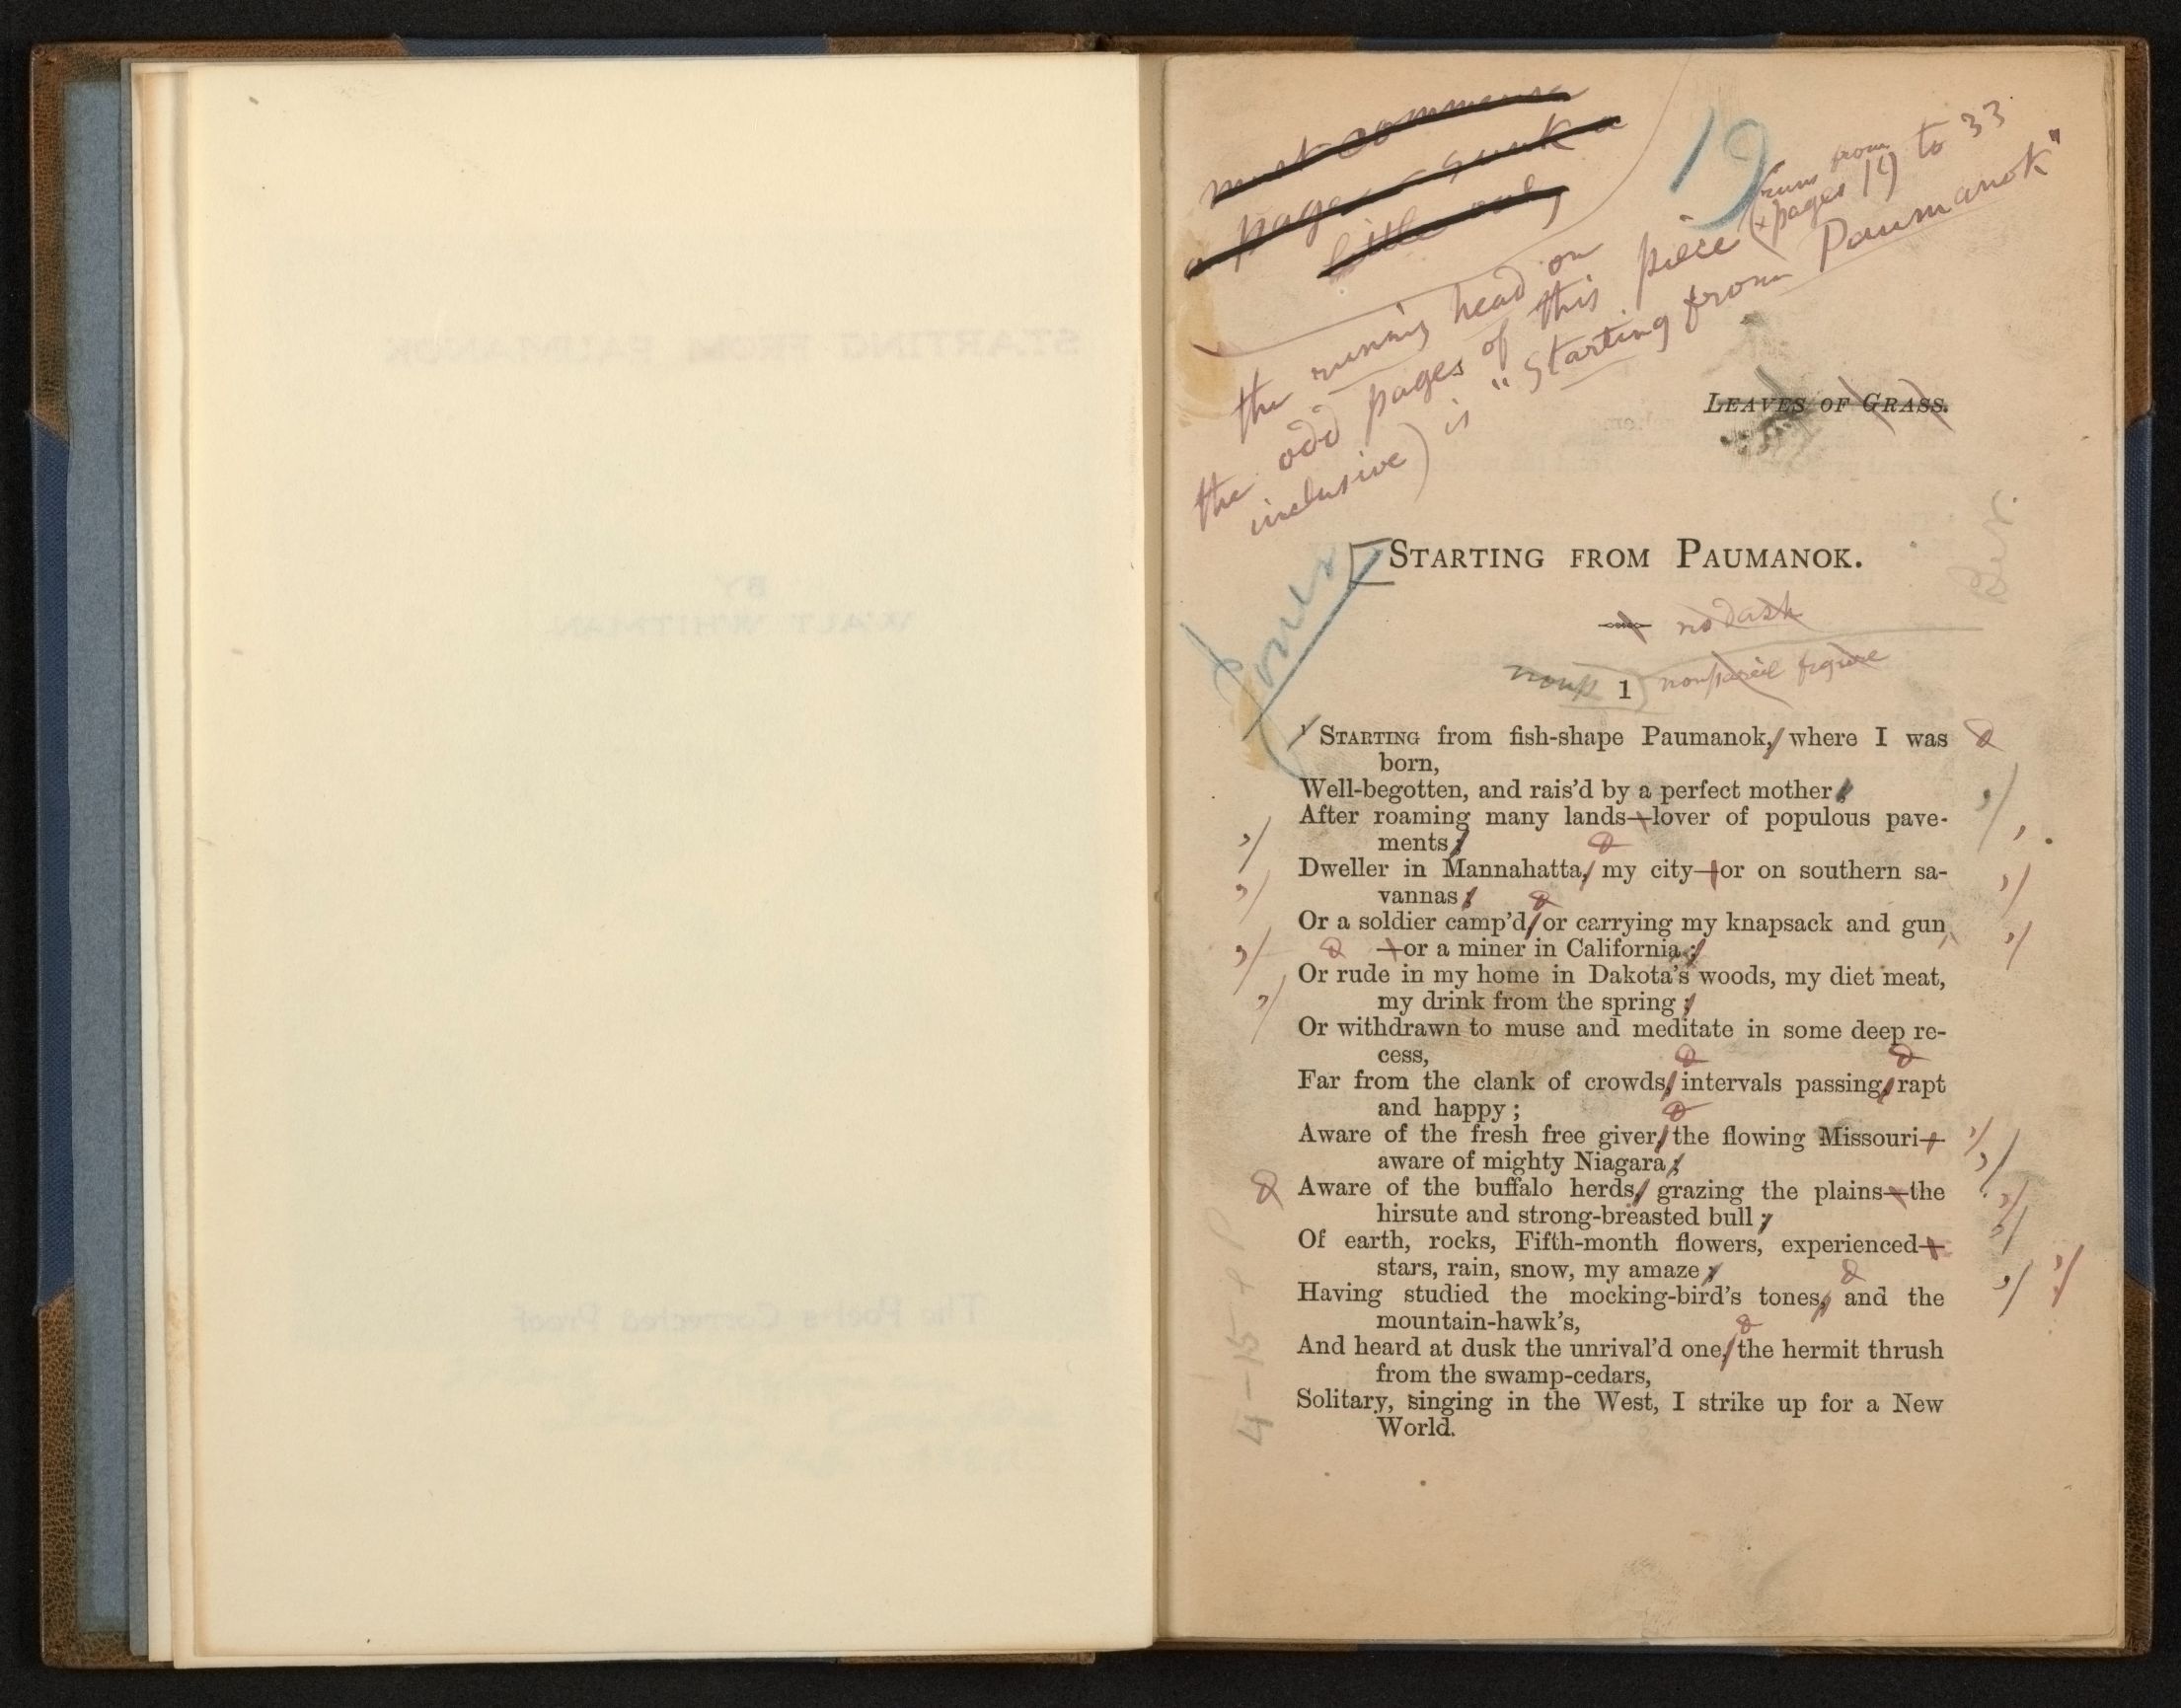 must commence
a page – sunk a
little only
19
the running head on
the odd pages of this piece (runs from
pages 19 to 33
inclusive) is "Starting from Paumanok"
LEAVES OF GRASS.
Jones
STARTING FROM PAUMANOK.
no dash
nonp 1 nonpareil figure
1 STARTING from fish-shape Paumanok, where I was
born,
Well-begotten, and rais'd by a perfect mother;
After roaming many lands—lover of populous pave-
ments;
Dweller in Mannahatta, my city—or on southern sa-
vannas;
Or a soldier camp'd, or carrying my knapsack and gun
—or a miner in California;
Or rude in my home in Dakota's woods, my diet meat,
my drink from the spring;
Or withdrawn to muse and meditate in some deep re-
cess,
Far from the clank of crowds, intervals passing, rapt
and happy;
Aware of the fresh free giver, the flowing Missouri—
aware of mighty Niagara;
Aware of the buffalo herds, grazing the plains—the
hirsute and strong-breasted bull;
Of earth, rocks, Fifth-month flowers, experienced—
stars, rain, snow, my amaze;
Having studied the mocking-bird's tones, and the
mountain-hawk's,
And heard at dusk the unrival'd one, the hermit thrush
from the swamp-cedars,
Solitary, singing in the West, I strike up for a New
World.
STARTING FROM PAUMANOK
BY
WALT WHITMAN
The Poet's Corrected Proof